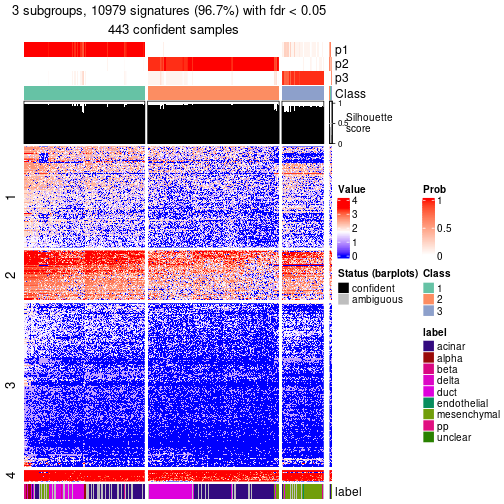 3 subgroups, 10979 signatures (96.7%) with fdr < 0.05
443 confident samples
p1
p2
p3
Class
1
0.5
0
Silhouette
score
1
2
3
4
label
Value
4
3
2
1
0
Prob
1
0.5
0
Status (barplots)
confident
ambiguous
Class
1
2
3
label
acinar
alpha
beta
delta
duct
endothelial
mesenchymal
pp
unclear